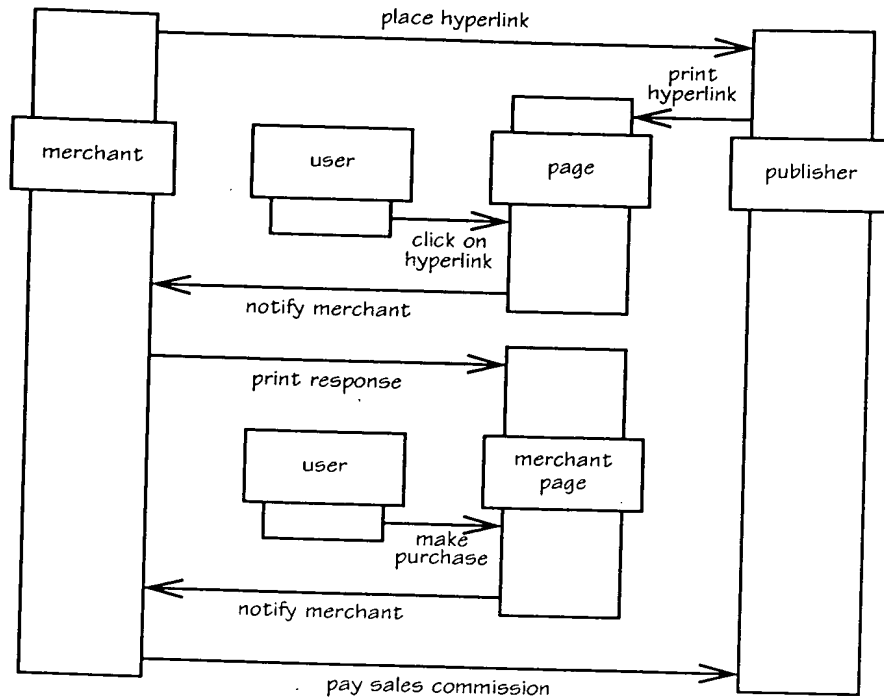 place hyperlink
print
hyperlink
merchant
user
page
publisher
click on
hyperlink
notify merchant
print response
user
merchant
page
make
purchase
notify merchant
pay sales commission